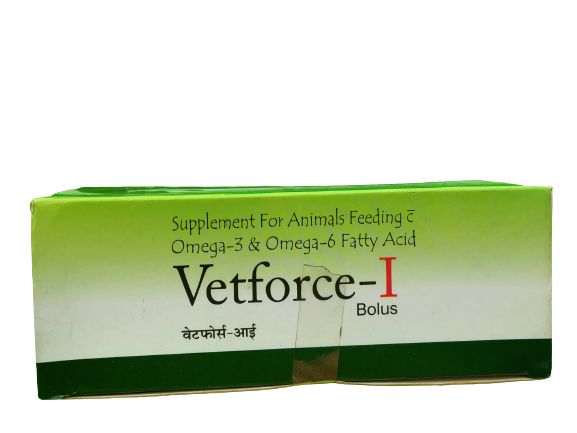 Supplement For Animals Feeding c̄
Omega-3 & Omega-6 Fatty Acid
Vetforce-I
Bolus
वेटफोर्स-आई